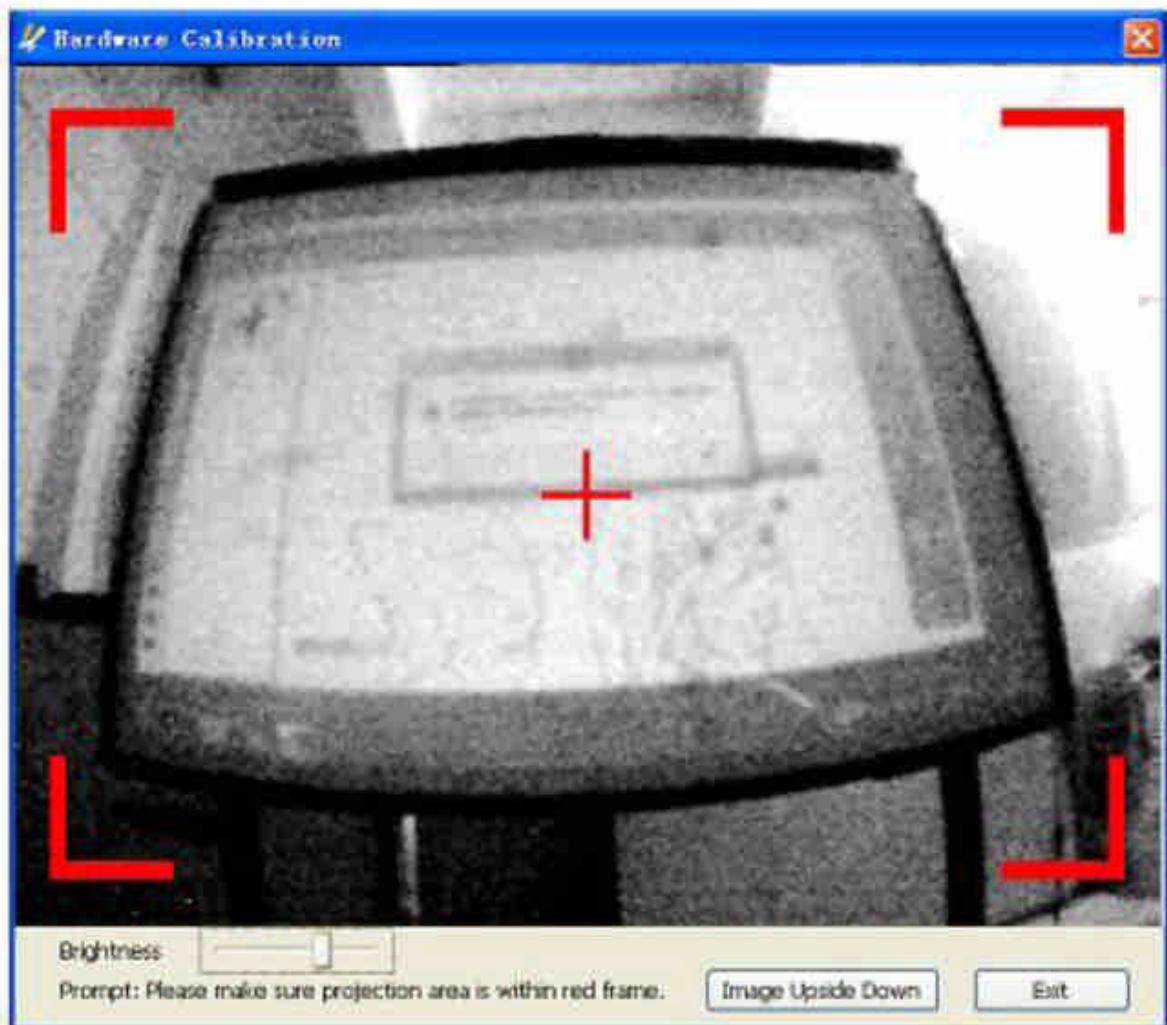 Hardware Calibration
Brightness
Prompt: Please make sure projection area is within red frame.
Image Upside Down
Exit